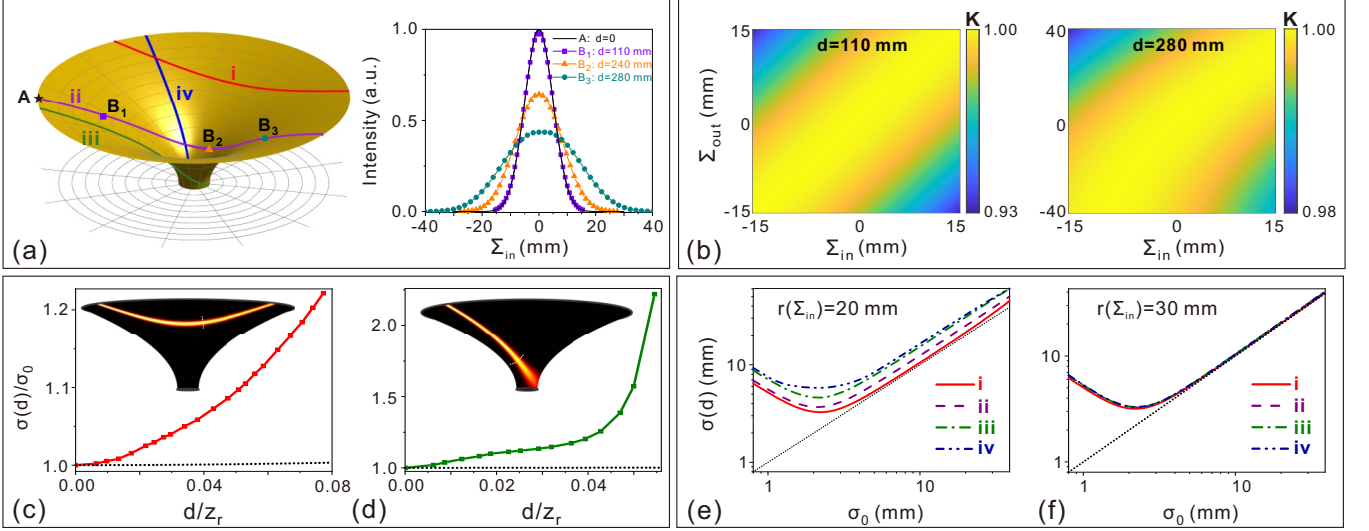 (a)
A
i
ii
iii
iv
B₁
B₂
B₃
Intensity (a.u.)
1.0
0.5
0.0
A: d=0
B₁: d=110 mm
B₂: d=240 mm
B₃: d=280 mm
-40 -20 0 20 40
Σin (mm)
(b)
Σout (mm)
15
0
-15
d=110 mm
-15 0 15
Σin (mm)
K
1.00
0.93
40
0
-40
d=280 mm
-15 0 15
Σin (mm)
K
1.00
0.98
(c)
σ(d)/σ₀
1.2
1.1
1.0
0.00 0.04 0.08
d/zr
(d)
2.0
1.5
1.0
0.00 0.02 0.04
d/zr
(e)
σ(d) (mm)
10
1
r(Σin)=20 mm
i
ii
iii
iv
1 10
σ₀ (mm)
(f)
10
1
r(Σin)=30 mm
i
ii
iii
iv
1 10
σ₀ (mm)